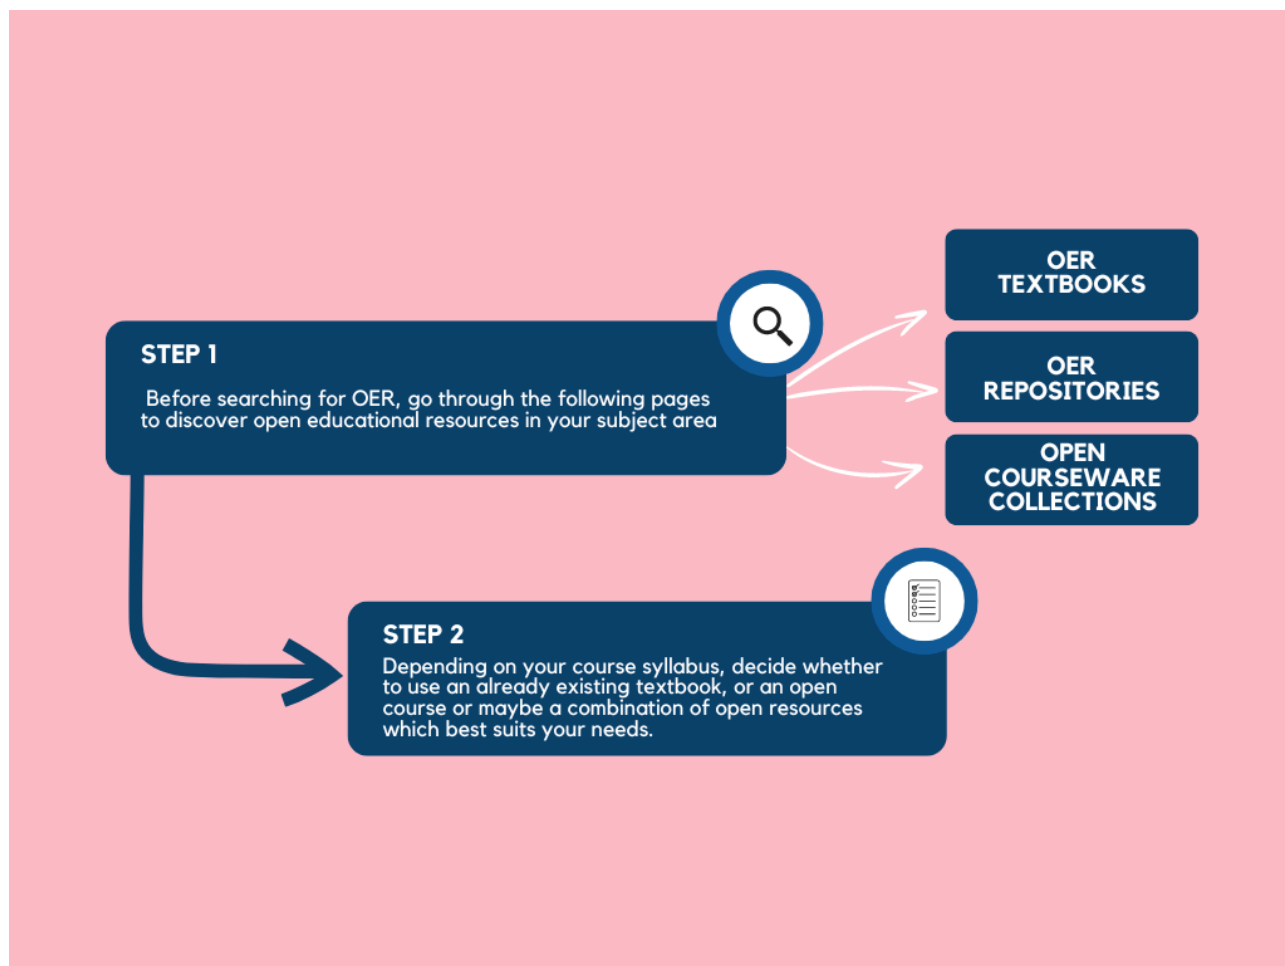 STEP 1
Before searching for OER, go through the following pages
to discover open educational resources in your subject area
OER
TEXTBOOKS
OER
REPOSITORIES
OPEN
COURSEWARE
COLLECTIONS
STEP 2
Depending on your course syllabus, decide whether
to use an already existing textbook, or an open
course or maybe a combination of open resources
which best suits your needs.